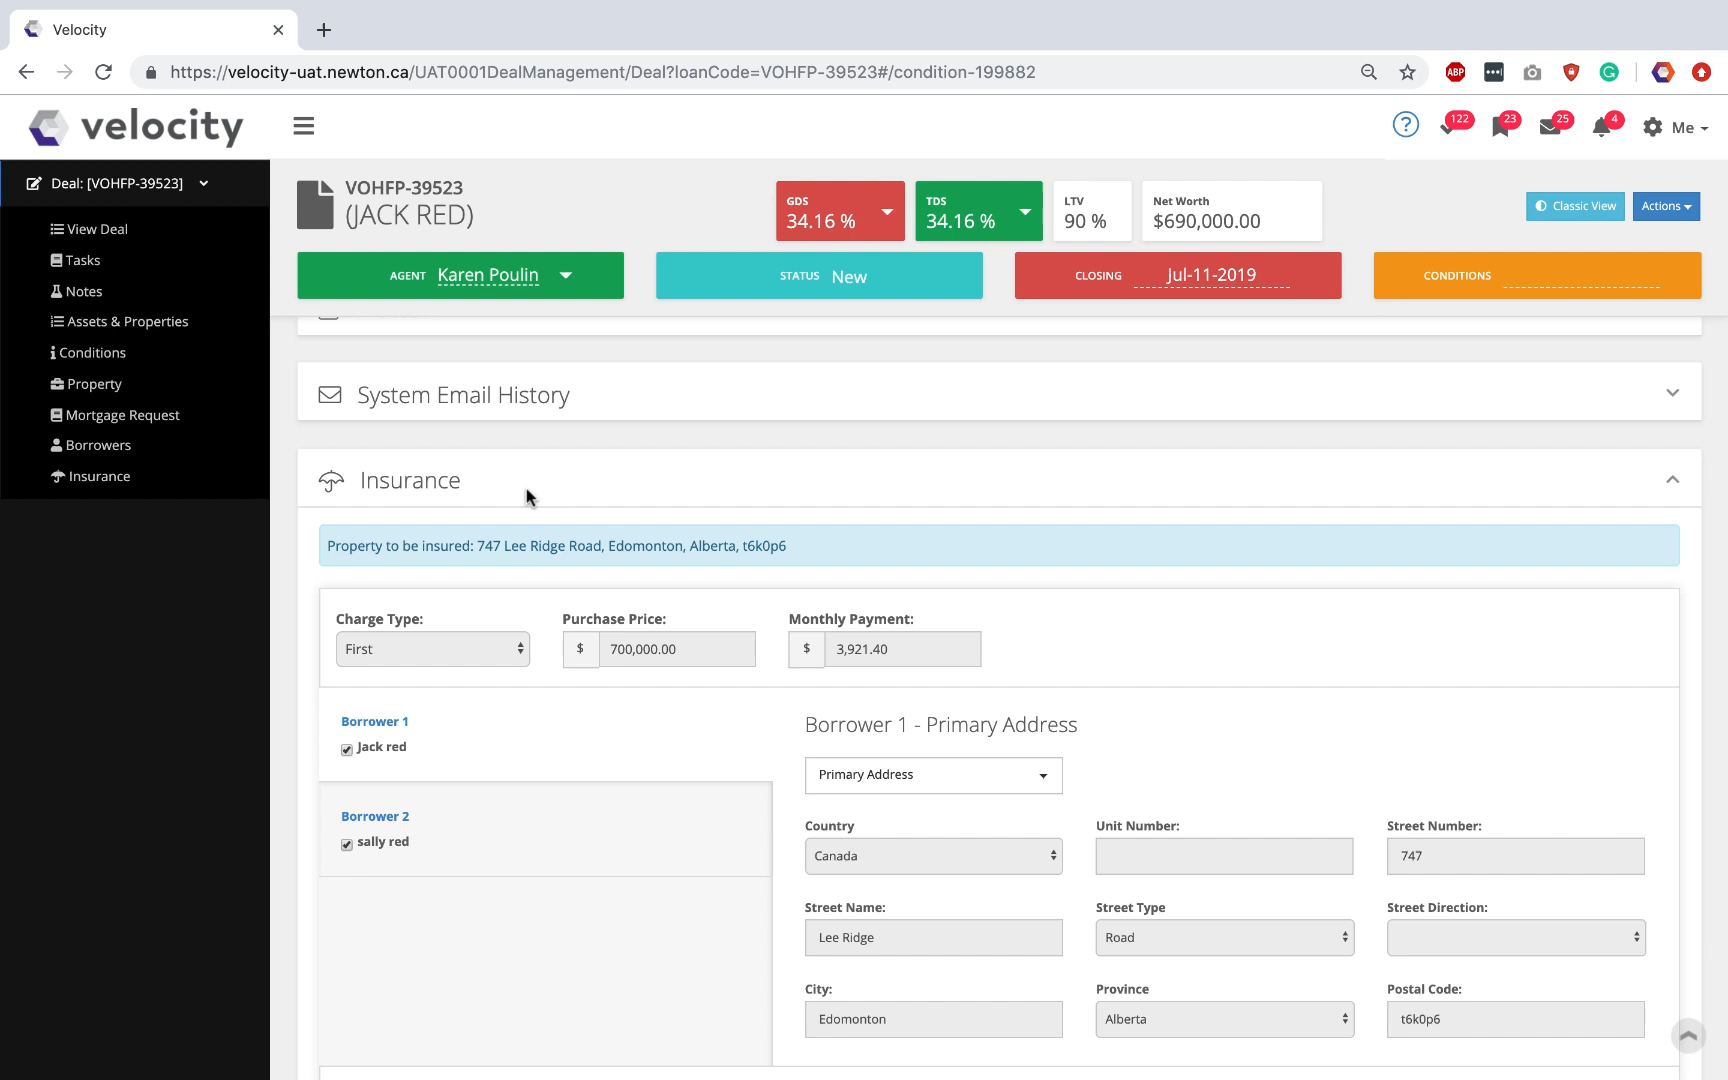 Velocity
https://velocity-uat.newton.ca/UAT0001DealManagement/Deal?loanCode=VOHFP-39523#/condition-199882
ABP
velocity
?
122
23
25
4
Me
Deal: [VOHFP-39523]
View Deal
Tasks
Notes
Assets & Properties
Conditions
Property
Mortgage Request
Borrowers
Insurance
VOHFP-39523
(JACK RED)
GDS
34.16 %
TDS
34.16 %
LTV
90 %
Net Worth
$690,000.00
Classic View
Actions
AGENT Karen Poulin
STATUS New
CLOSING Jul-11-2019
CONDITIONS
System Email History
Insurance
Property to be insured: 747 Lee Ridge Road, Edomonton, Alberta, t6k0p6
Charge Type:
First
Purchase Price:
$ 700,000.00
Monthly Payment:
$ 3,921.40
Borrower 1
Jack red
Borrower 2
sally red
Borrower 1 - Primary Address
Primary Address
Country
Canada
Unit Number:
Street Number:
747
Street Name:
Lee Ridge
Street Type
Road
Street Direction:
City:
Edomonton
Province
Alberta
Postal Code:
t6k0p6